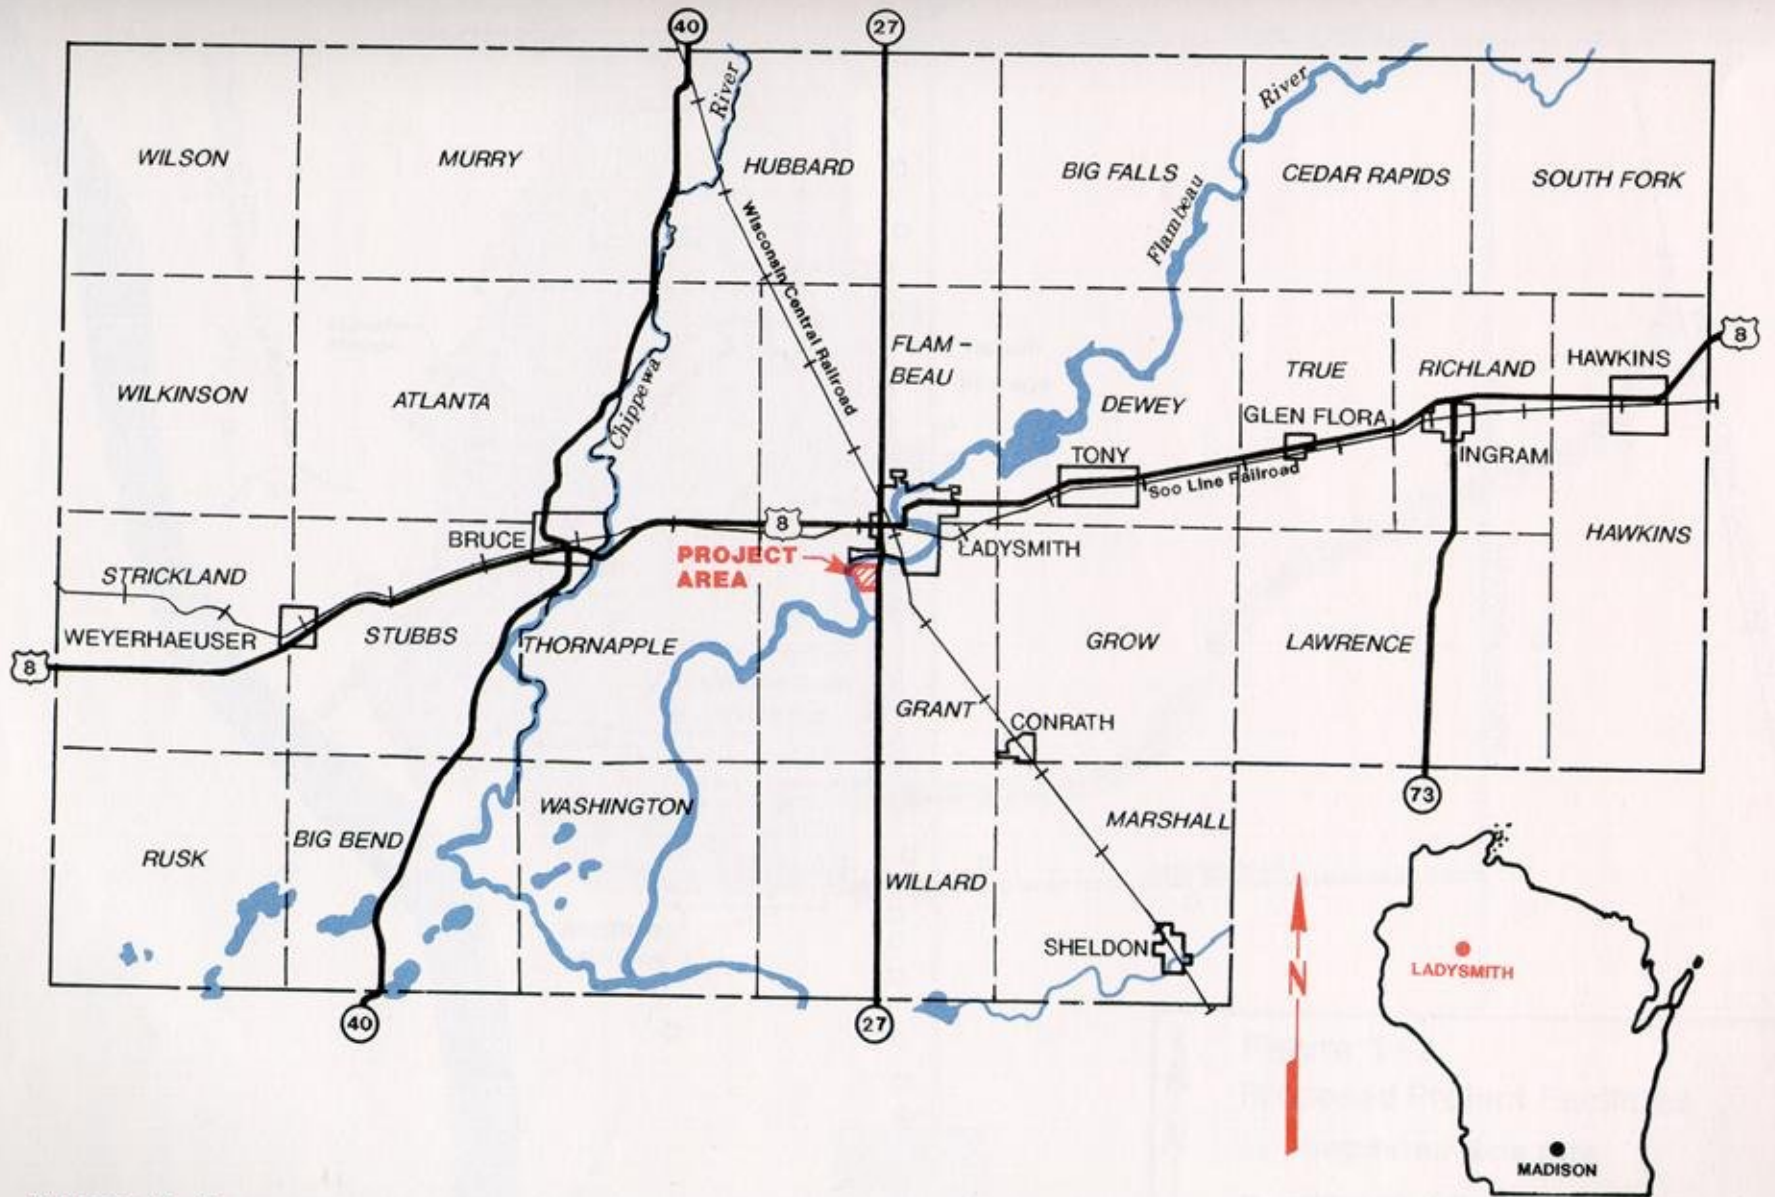 40
27
River
River
WILSON
MURRY
HUBBARD
BIG FALLS
CEDAR RAPIDS
SOUTH FORK
Flambeau
Wisconsin/Central Railroad
8
FLAM-
BEAU
TRUE
RICHLAND
HAWKINS
WILKINSON
ATLANTA
Chippewa
DEWEY
GLEN FLORA
TONY
INGRAM
Soo Line Railroad
8
BRUCE
LADYSMITH
HAWKINS
PROJECT
AREA
STRICKLAND
WEYERHAEUSER
STUBBS
THORNAPPLE
GROW
LAWRENCE
8
GRANT
CONRATH
73
WASHINGTON
MARSHALL
RUSK
BIG BEND
WILLARD
SHELDON
N
LADYSMITH
40
27
MADISON